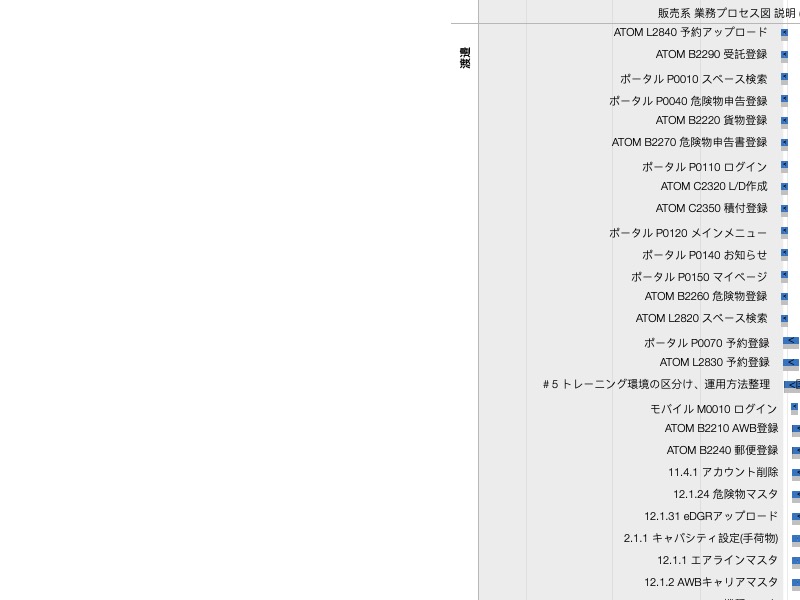 販売系 業務プロセス図 説明
ATOM L2840 予約アップロード
ATOM B2290 受託登録
ポータル P0010 スペース検索
ポータル P0040 危険物申告登録
ATOM B2220 貨物登録
ATOM B2270 危険物申告書登録
ポータル P0110 ログイン
ATOM C2320 L/D作成
ATOM C2350 積付登録
ポータル P0120 メインメニュー
ポータル P0140 お知らせ
ポータル P0150 マイページ
ATOM B2260 危険物登録
ATOM L2820 スペース検索
ポータル P0070 予約登録
ATOM L2830 予約登録
#5 トレーニング環境の区分け、運用方法整理
モバイル M0010 ログイン
ATOM B2210 AWB登録
ATOM B2240 郵便登録
11.4.1 アカウント削除
12.1.24 危険物マスタ
12.1.31 eDGRアップロード
2.1.1 キャパシティ設定(手荷物)
12.1.1 エアラインマスタ
12.1.2 AWBキャリアマスタ